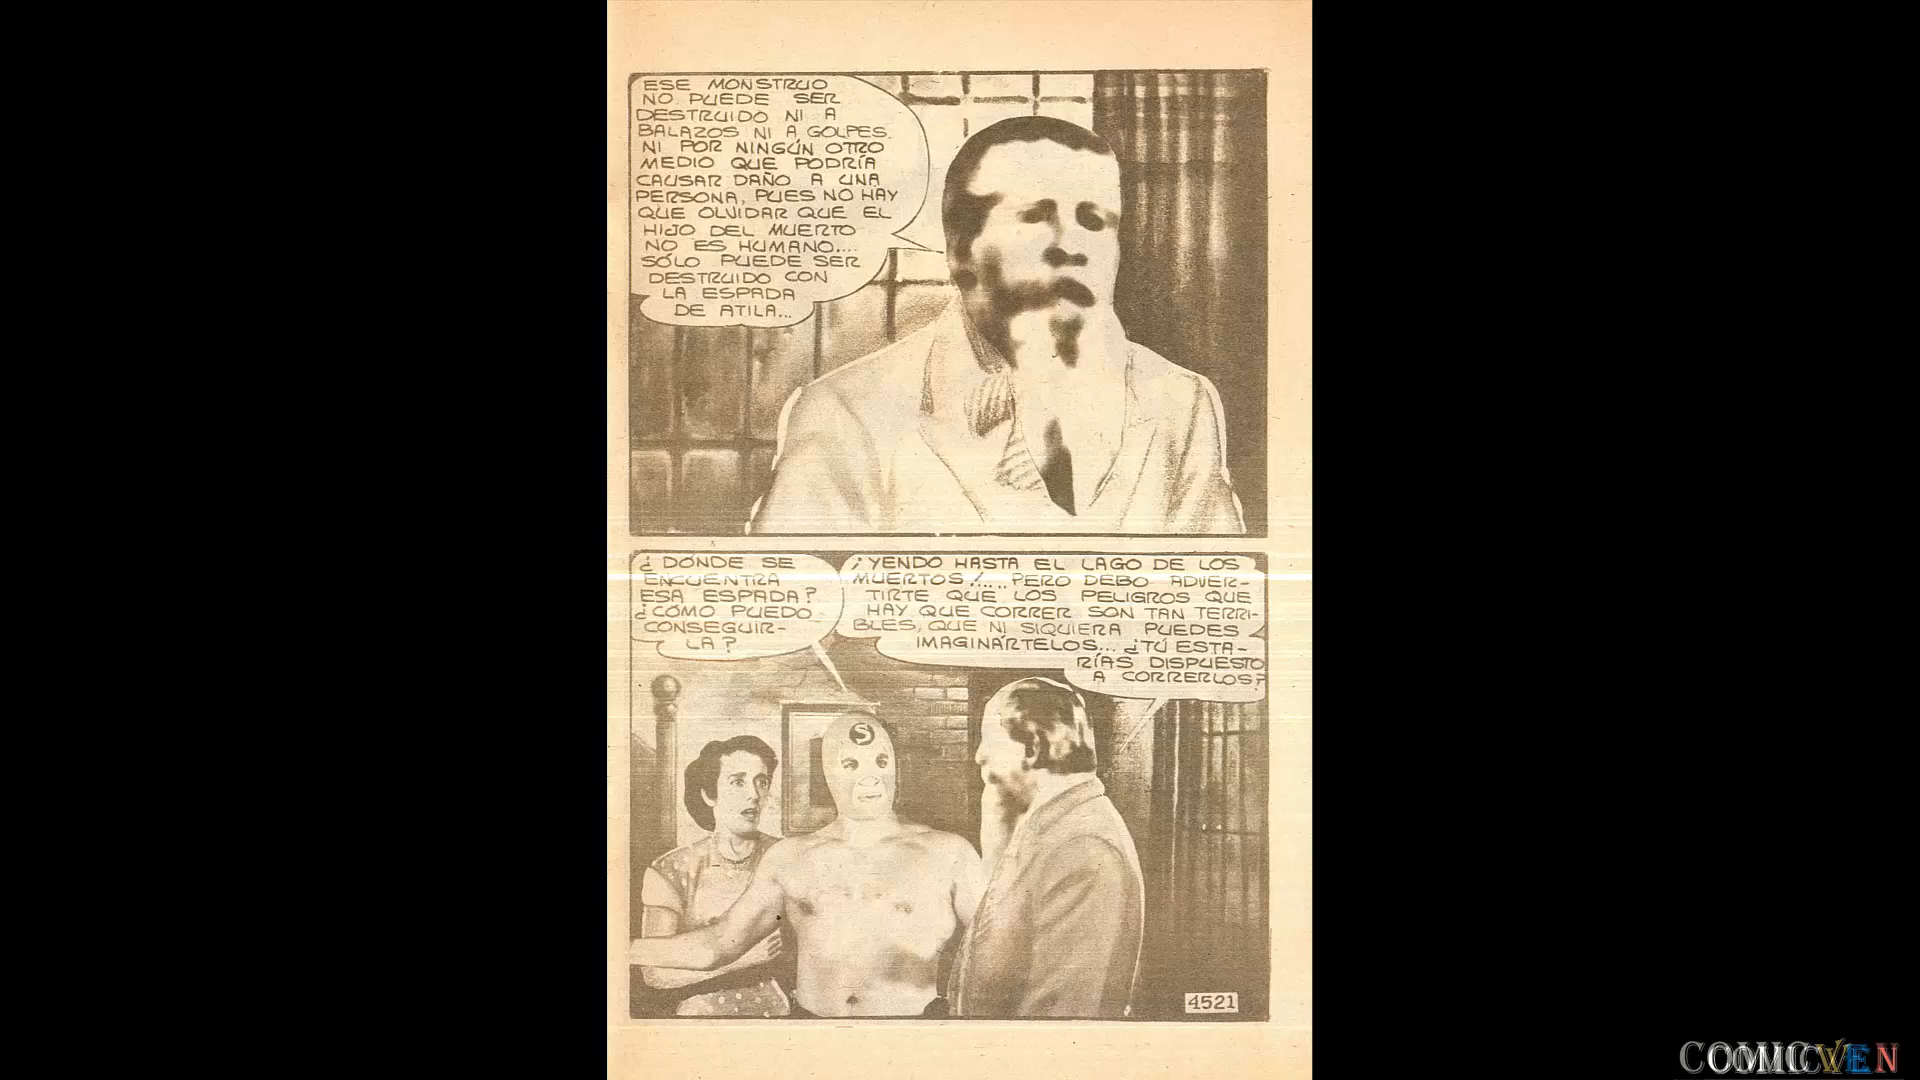 ESE MONSTRUO
NO PUEDE SER
DESTRUIDO NI A
BALAZOS NI A GOLPES.
NI POR NINGÚN OTRO
MEDIO QUE PODRÍA
CAUSAR DAÑO A UNA
PERSONA, PUES NO HAY
QUE OLVIDAR QUE EL
HIJO DEL MUERTO
NO ES HUMANO....
SÓLO PUEDE SER
DESTRUIDO CON
LA ESPADA
DE ATILA...
¿DÓNDE SE
ENCUENTRA
ESA ESPADA?
¿CÓMO PUEDO
CONSEGUIR-
LA?
¡YENDO HASTA EL LAGO DE LOS
MUERTOS!.... PERO DEBO ADVER-
TIRTE QUE LOS PELIGROS QUE
HAY QUE CORRER SON TAN TERRI-
BLES, QUE NI SIQUIERA PUEDES
IMAGINÁRTELOS... ¿TÚ ESTA-
RÍAS DISPUESTO
A CORRERLOS?
S
4521
COMICVEN